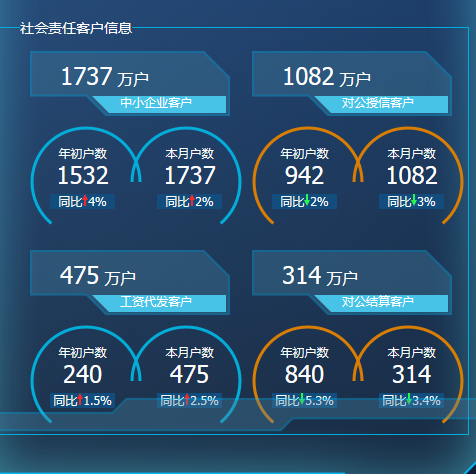 社会责任客户信息
1737 万户
中小企业客户
1082 万户
对公授信客户
年初户数 本月户数 年初户数 本月户数
1532 1737 942 1082
同比⬆4% 同比⬆2% 同比⬇2% 同比⬇3%
475 万户
工资代发客户
314 万户
对公结算客户
年初户数 本月户数 年初户数 本月户数
240 475 840 314
同比⬆1.5% 同比⬆2.5% 同比⬇5.3% 同比⬇3.4%